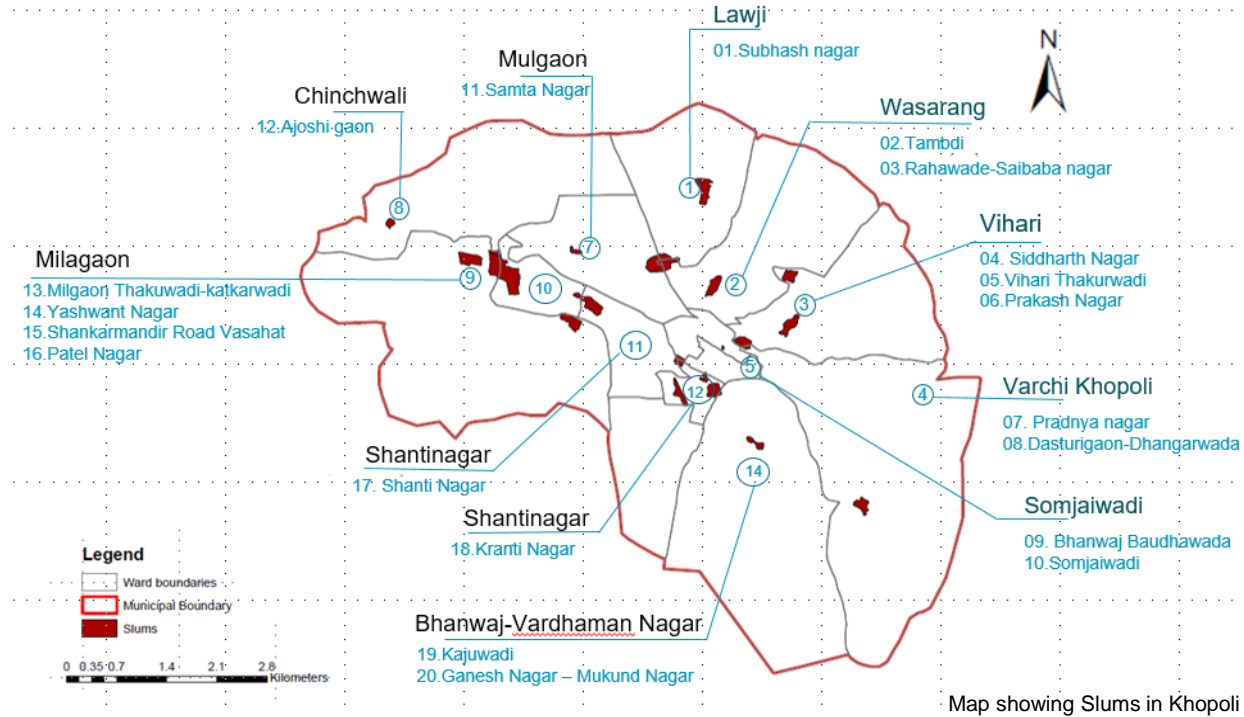 Lawji
01.Subhash nagar
N
Mulgaon
11.Samta Nagar
Chinchwali
12.Ajoshi gaon
Wasarang
02.Tambdi
03.Rahawade-Saibaba nagar
Vihari
04. Siddharth Nagar
05.Vihari Thakurwadi
06.Prakash Nagar
Milagaon
13.Milgaon Thakuwadi-katkarwadi
14.Yashwant Nagar
15.Shankarmandir Road Vasahat
16.Patel Nagar
1
8
7
9
10
2
3
11
5
12
4
14
Varchi Khopoli
07. Pradnya nagar
08.Dasturigaon-Dhangarwada
Shantinagar
17. Shanti Nagar
Shantinagar
18.Kranti Nagar
Somjaiwadi
09. Bhanwaj Baudhawada
10.Somjaiwadi
Bhanwaj-Vardhaman Nagar
19.Kajuwadi
20.Ganesh Nagar – Mukund Nagar
Legend
Ward boundaries
Municipal Boundary
Slums
0 0.35 0.7 1.4 2.1 2.8
Kilometers
Map showing Slums in Khopoli